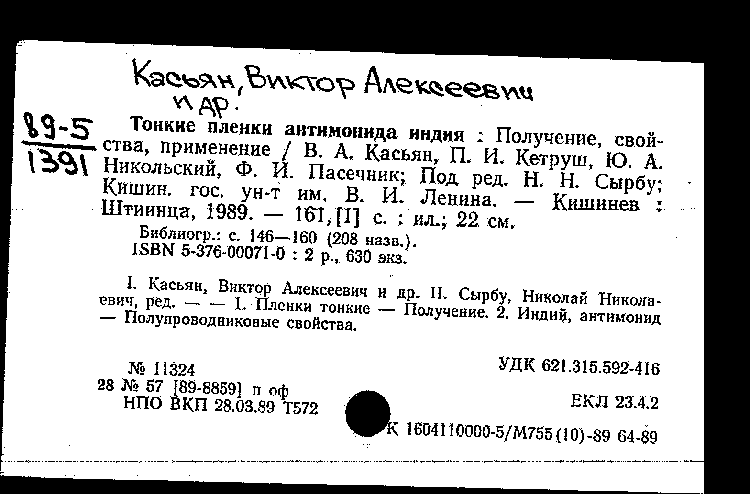 Касьян, Виктор Алексеевич
и др.
89-5
1391
Тонкие пленки антимонида индия : Получение, свой-
ства, применение / В. А. Касьян, П. И. Кетруш, Ю. А.
Никольский, Ф. И. Пасечник; Под ред. Н. Н. Сырбу;
Кишин. гос. ун-т им. В. И. Ленина. — Кишинев :
Штиинца, 1989. — 161,[1] с. : ил.; 22 см.
Библиогр.: с. 146—160 (208 назв.).
ISBN 5-376-00071-0 : 2 р., 630 экз.
I. Касьян, Виктор Алексеевич и др. II. Сырбу, Николай Никола-
евич, ред. — — 1. Пленки тонкие — Получение. 2. Индий, антимонид
— Полупроводниковые свойства.
№ 11324
УДК 621.315.592-416
28 № 57 [89-8859] п оф
НПО ВКП 28.03.89 Т572
ЕКЛ 23.4.2
К 1604110000-5/М755(10)-89 64-89